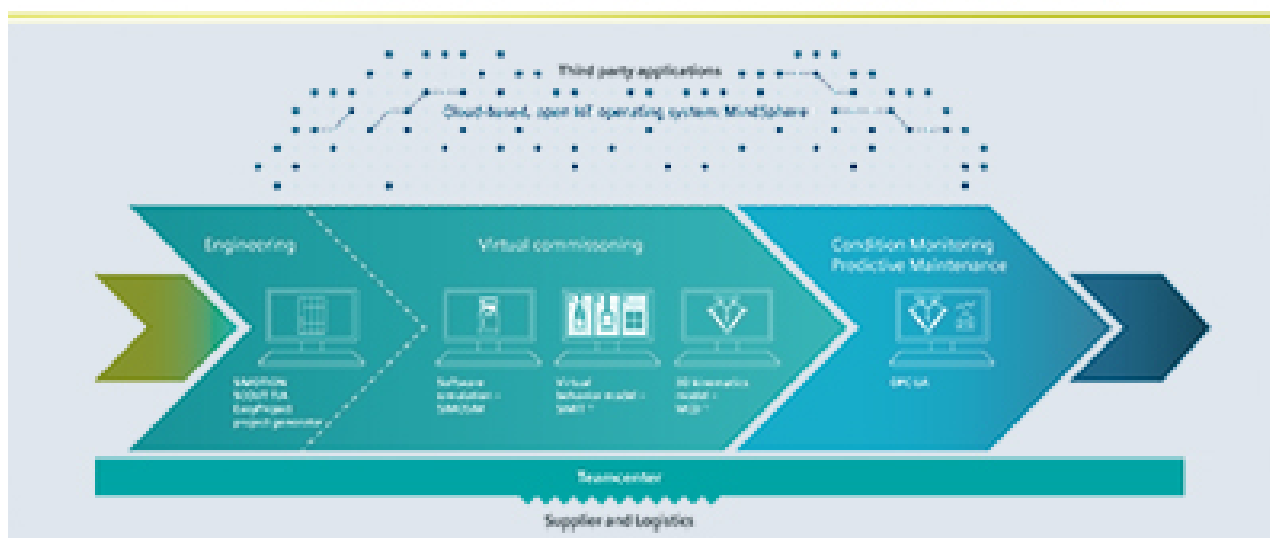 Third party applications
Cloud-based, open IoT operating system: MindSphere
Engineering
Virtual commissoning
Condition Monitoring
Prodictive Maintenance
SIMOTION
SCOUT TIA
EasyProject
project generator
Software
simulation –
SIMOSIM
Virtual
behavior model –
SIMIT
3D kinematics
model –
MCD
OPC UA
Teamcenter
Supplier and Logistics